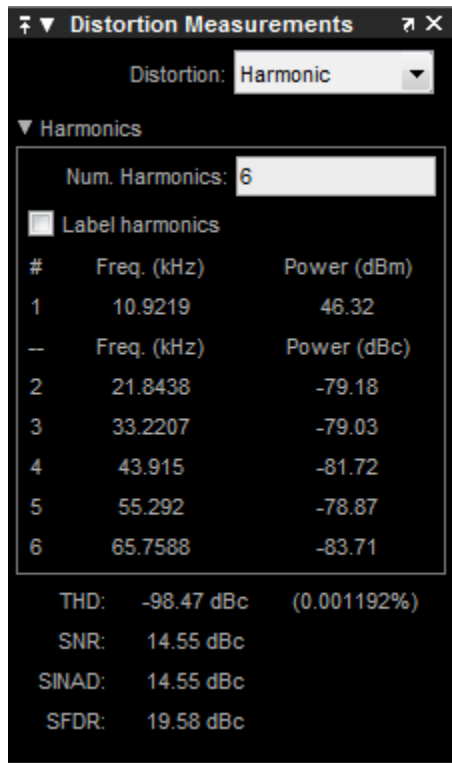 Distortion Measurements
Distortion: Harmonic
Harmonics
Num. Harmonics: 6
Label harmonics
# Freq. (kHz) Power (dBm)
1 10.9219 46.32
-- Freq. (kHz) Power (dBc)
2 21.8438 -79.18
3 33.2207 -79.03
4 43.915 -81.72
5 55.292 -78.87
6 65.7588 -83.71
THD: -98.47 dBc (0.001192%)
SNR: 14.55 dBc
SINAD: 14.55 dBc
SFDR: 19.58 dBc